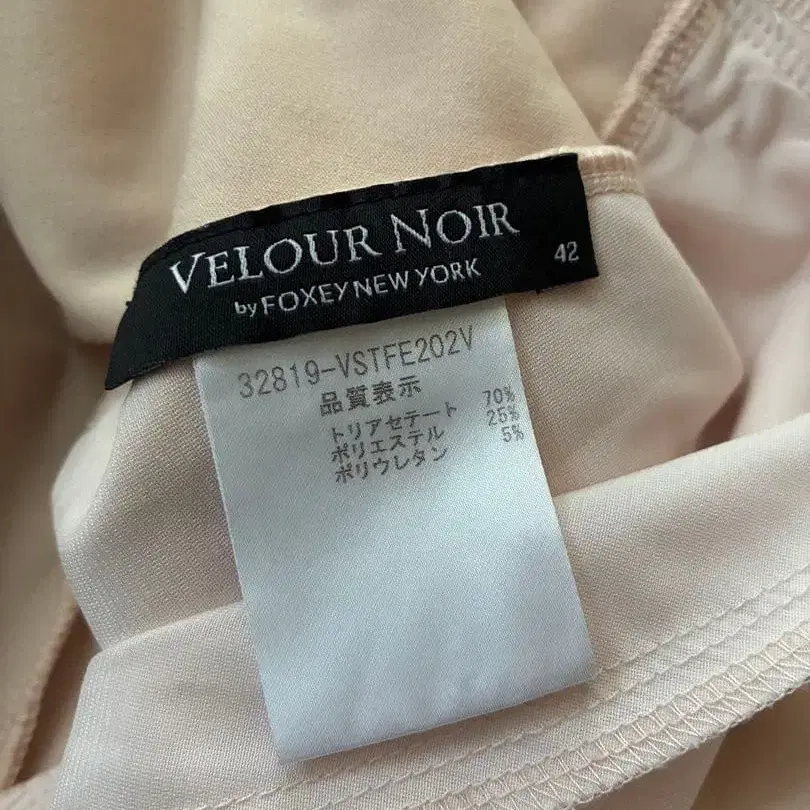 VELOUR NOIR
by FOXEY NEW YORK
42
32819-VSTFE202V
品質表示
トリアセテート 70%
ポリエステル 25%
ポリウレタン 5%